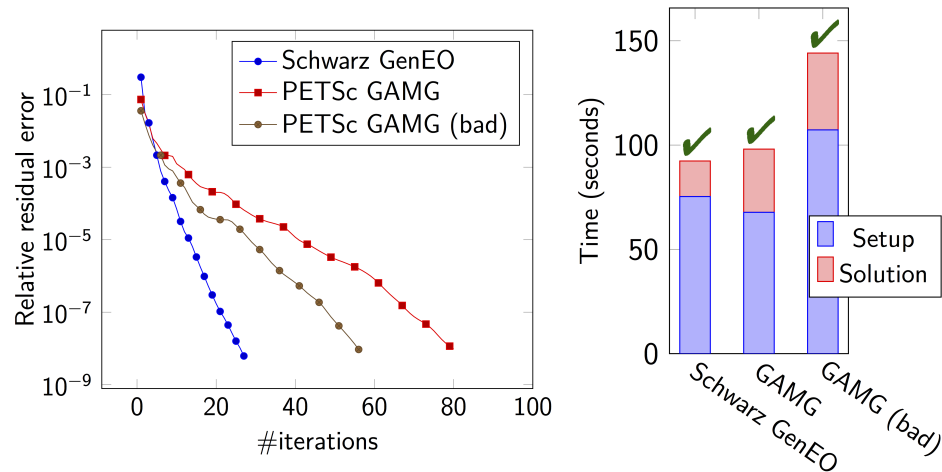 Schwarz GenEO
PETSc GAMG
PETSc GAMG (bad)
Relative residual error
10−1
10−3
10−5
10−7
10−9
0 20 40 60 80 100
#iterations
Time (seconds)
150
100
50
0
Setup
Solution
Schwarz GenEO
GAMG
GAMG (bad)